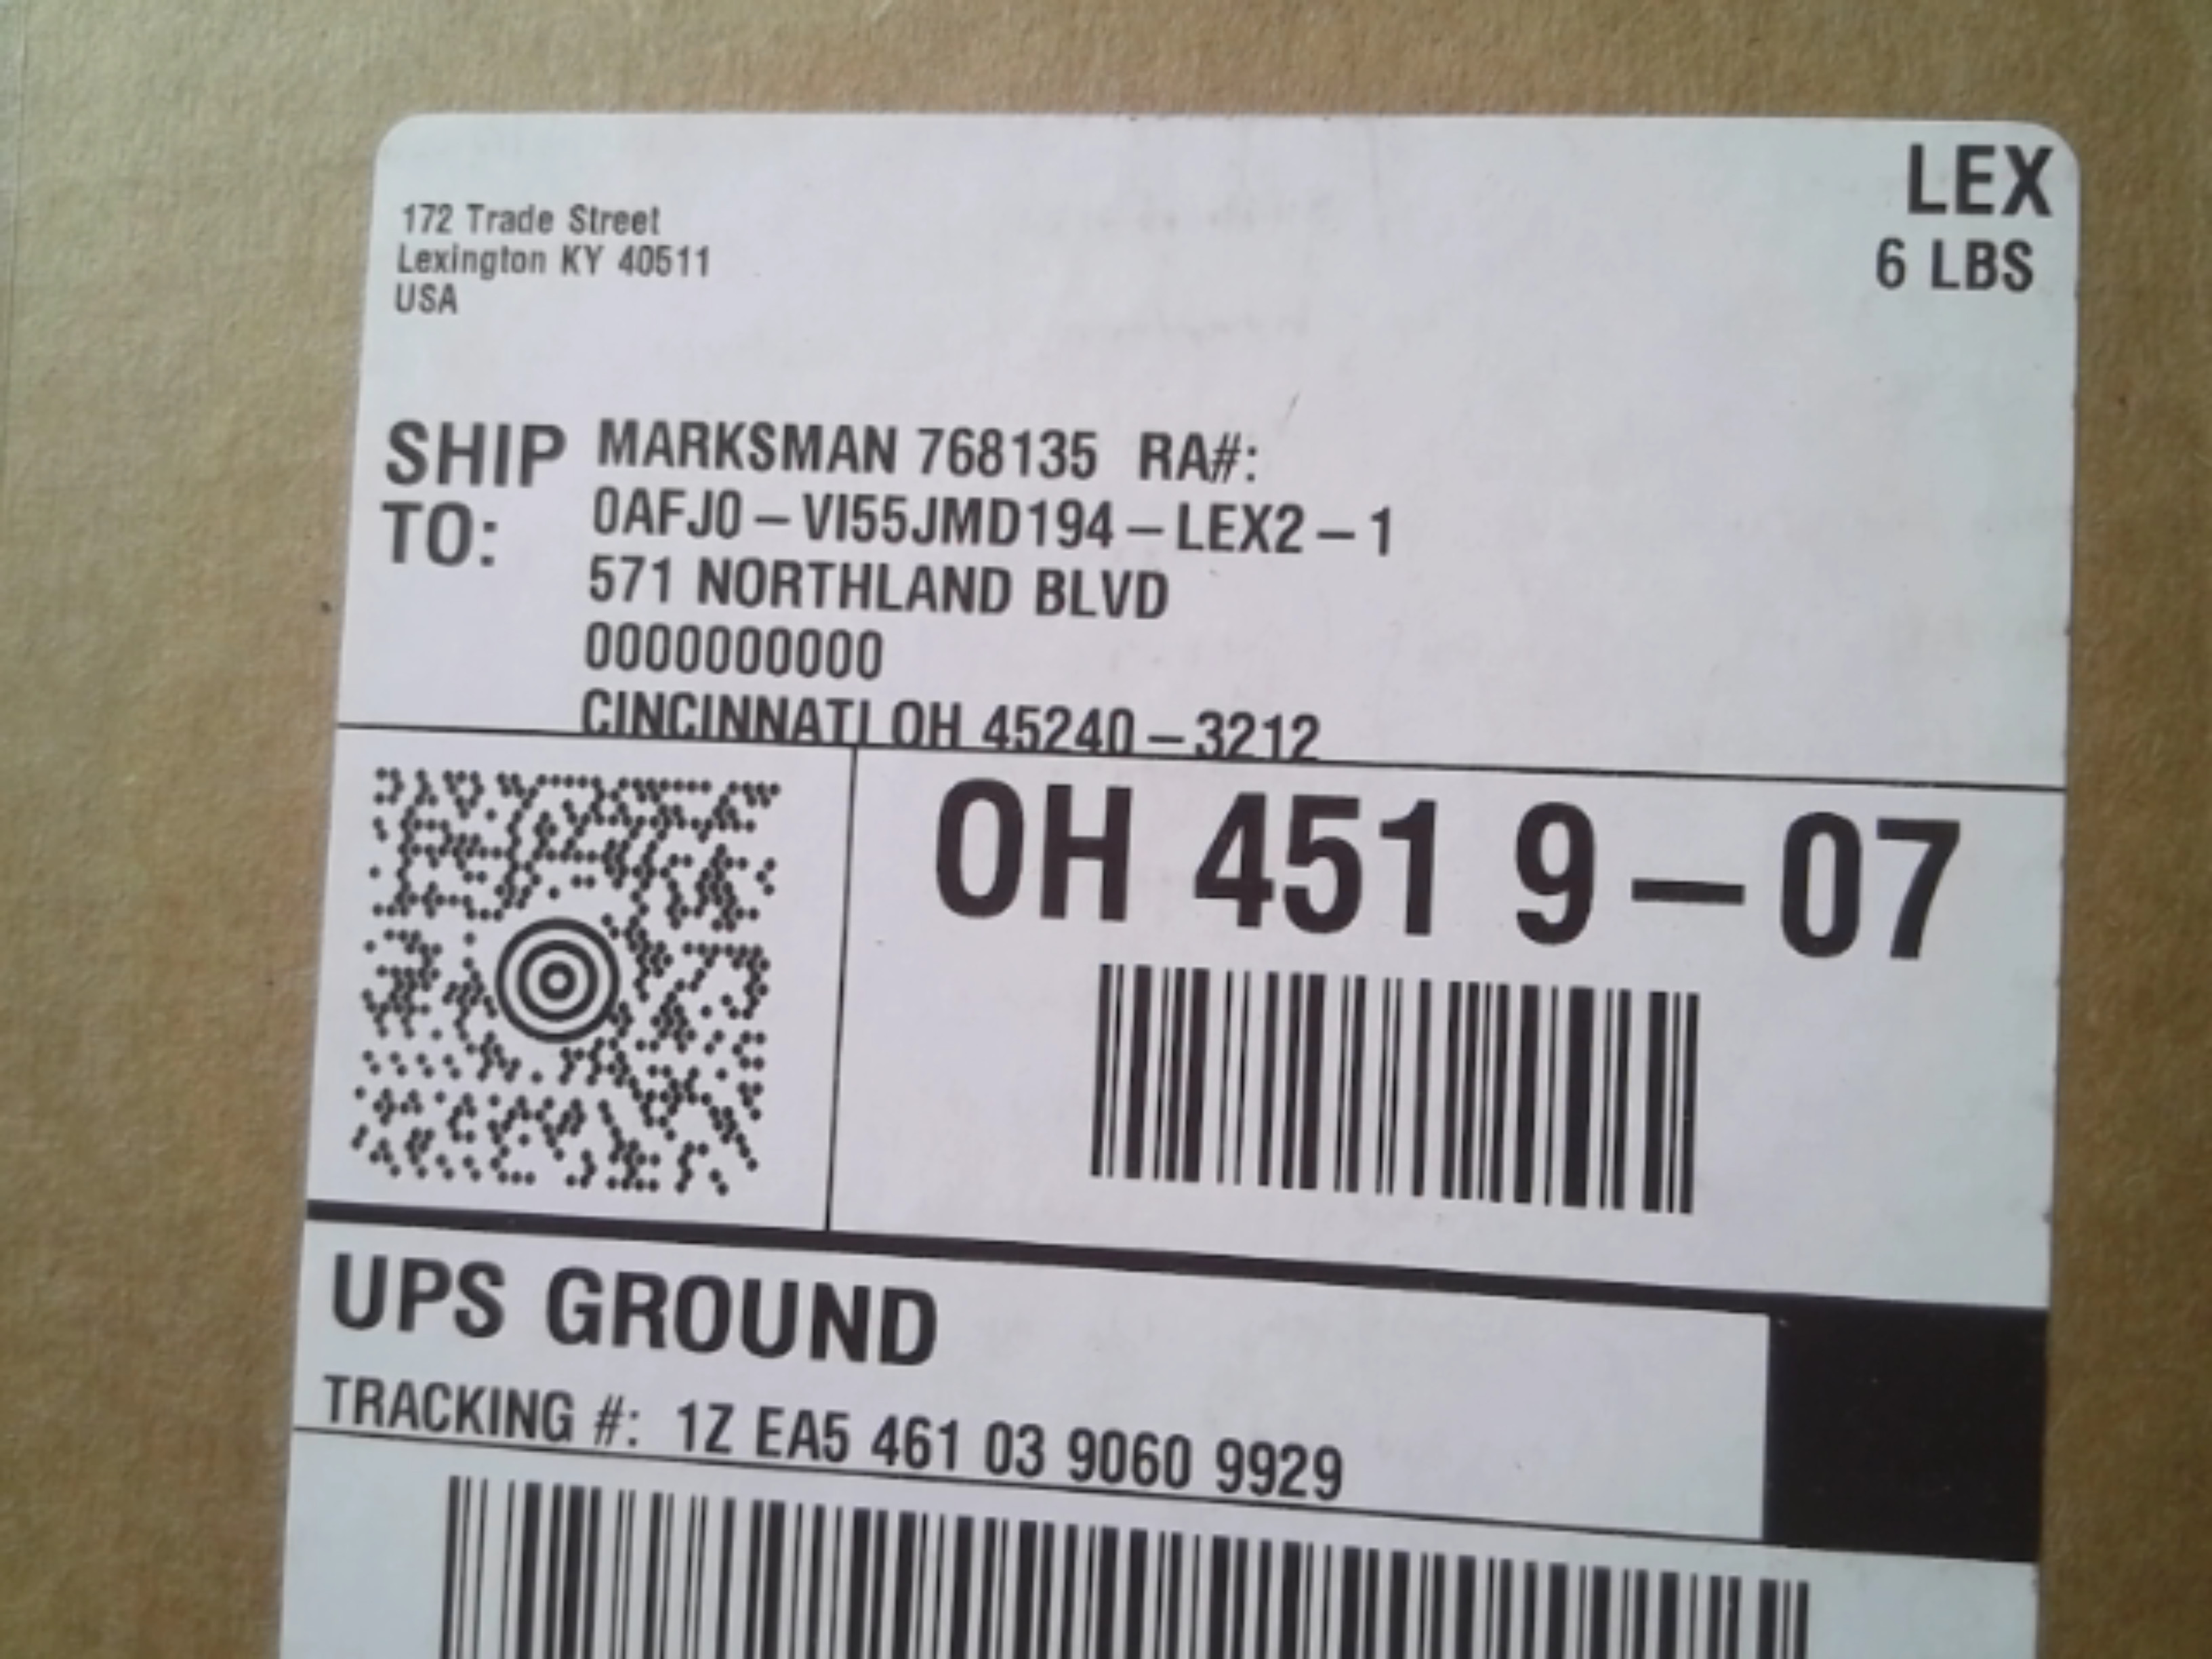 LEX
172 Trade Street
6 LBS
Lexington KY 40511
USA
SHIP TO:
MARKSMAN 768135 RA#:
0AFJ0-VI55JMD194-LEX2-1
571 NORTHLAND BLVD
0000000000
CINCINNATI OH 45240-3212
OH 451 9-07
UPS GROUND
TRACKING #: 1Z EA5 461 03 9060 9929